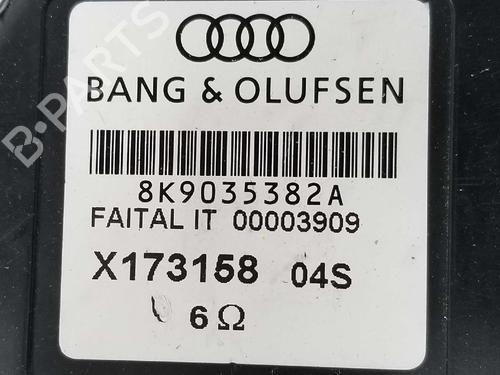 BANG & OLUFSEN
8K9035382A
FAITAL IT 00003909
X173158 04S
6Ω
B-PARTS